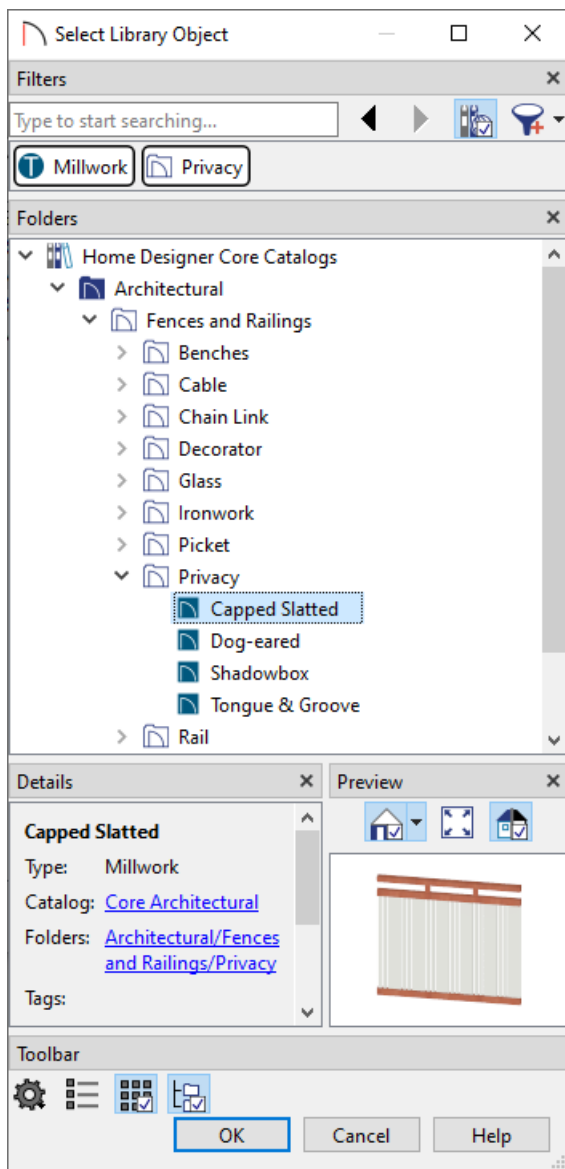 Select Library Object
Filters
Type to start searching...
Millwork Privacy
Folders
Home Designer Core Catalogs
Architectural
Fences and Railings
Benches
Cable
Chain Link
Decorator
Glass
Ironwork
Picket
Privacy
Capped Slatted
Dog-eared
Shadowbox
Tongue & Groove
Rail
Details
Capped Slatted
Type: Millwork
Catalog: Core Architectural
Folders: Architectural/Fences
and Railings/Privacy
Tags:
Preview
Toolbar
OK Cancel Help